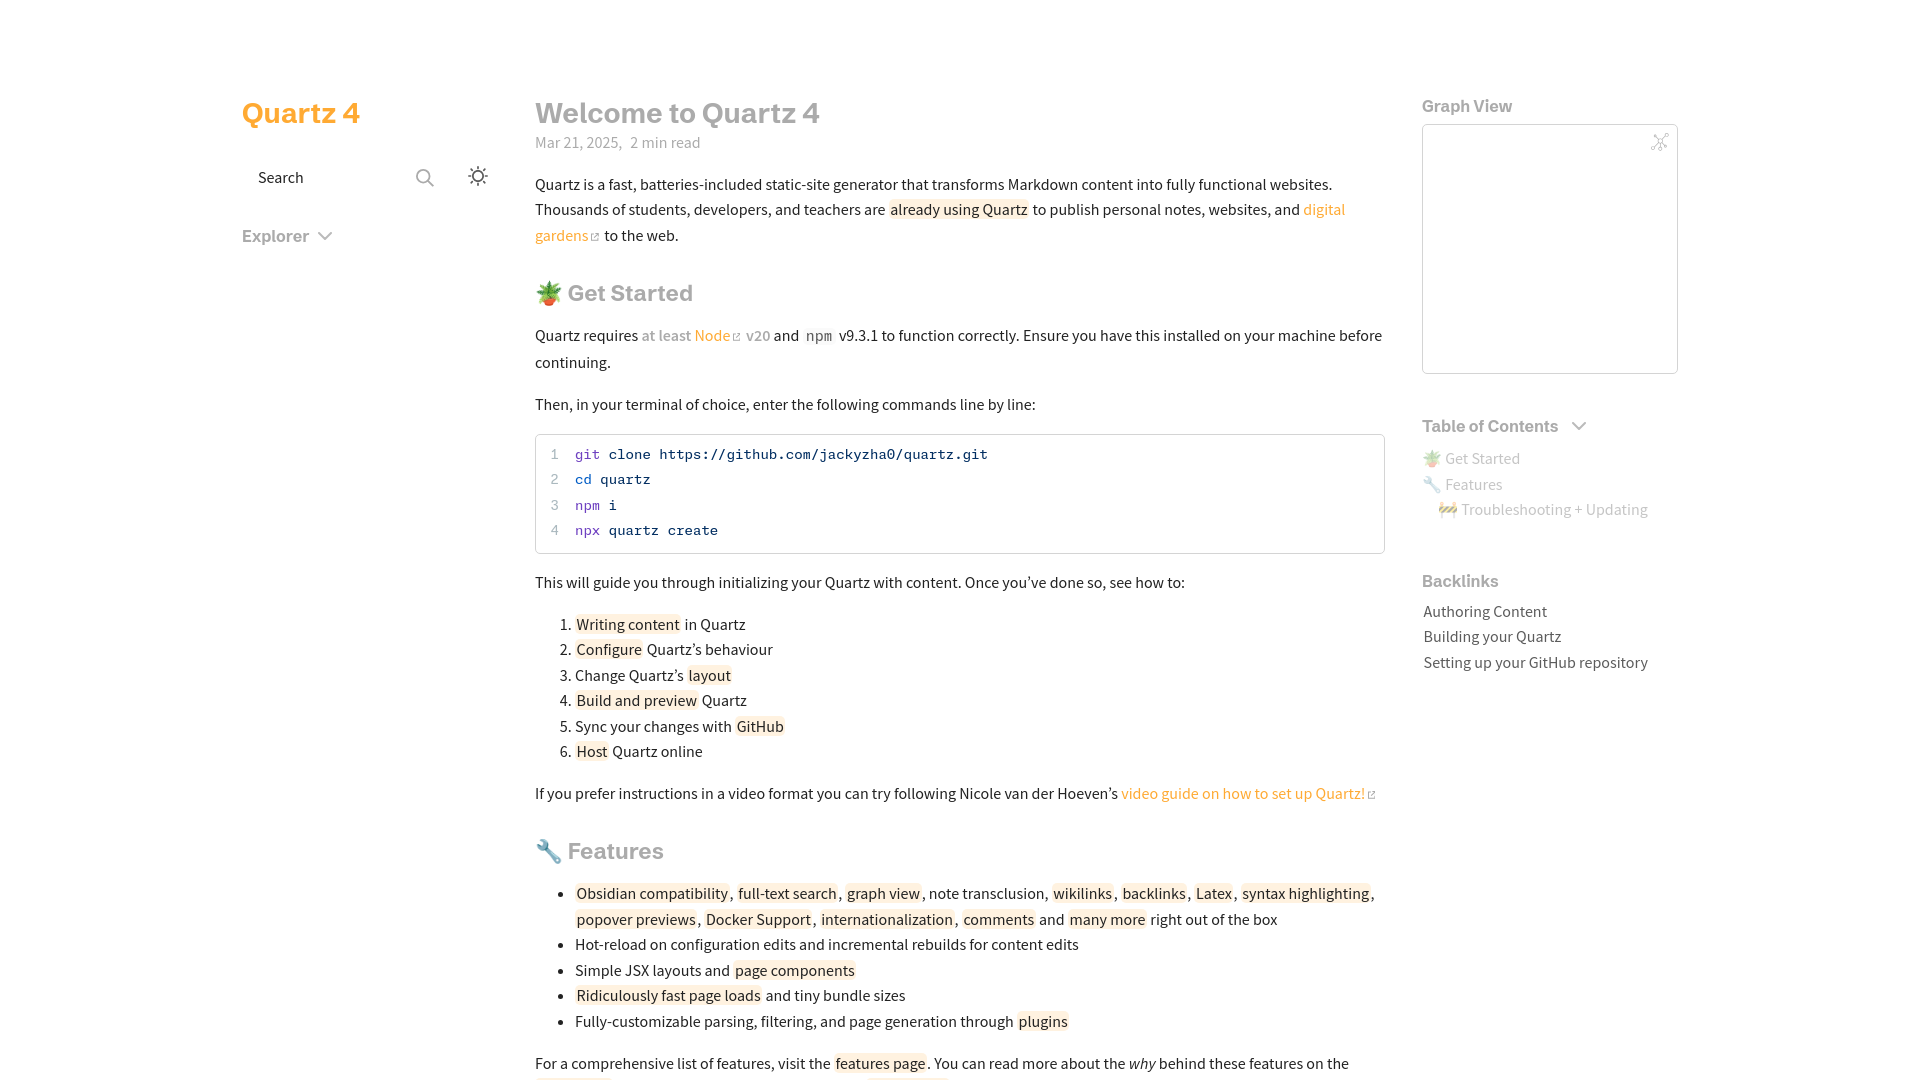 Quartz 4
Search
Explorer
Welcome to Quartz 4
Mar 21, 2025, 2 min read
Quartz is a fast, batteries-included static-site generator that transforms Markdown content into fully functional websites.
Thousands of students, developers, and teachers are already using Quartz to publish personal notes, websites, and digital
gardens to the web.
🪴 Get Started
Quartz requires at least Node v20 and npm v9.3.1 to function correctly. Ensure you have this installed on your machine before
continuing.
Then, in your terminal of choice, enter the following commands line by line:
1 git clone https://github.com/jackyzha0/quartz.git
2 cd quartz
3 npm i
4 npx quartz create
This will guide you through initializing your Quartz with content. Once you’ve done so, see how to:
1. Writing content in Quartz
2. Configure Quartz’s behaviour
3. Change Quartz’s layout
4. Build and preview Quartz
5. Sync your changes with GitHub
6. Host Quartz online
If you prefer instructions in a video format you can try following Nicole van der Hoeven’s video guide on how to set up Quartz!
🔧 Features
• Obsidian compatibility, full-text search, graph view, note transclusion, wikilinks, backlinks, Latex, syntax highlighting,
popover previews, Docker Support, internationalization, comments and many more right out of the box
• Hot-reload on configuration edits and incremental rebuilds for content edits
• Simple JSX layouts and page components
• Ridiculously fast page loads and tiny bundle sizes
• Fully-customizable parsing, filtering, and page generation through plugins
For a comprehensive list of features, visit the features page. You can read more about the why behind these features on the
Graph View
Table of Contents
🪴 Get Started
🔧 Features
🚧 Troubleshooting + Updating
Backlinks
Authoring Content
Building your Quartz
Setting up your GitHub repository